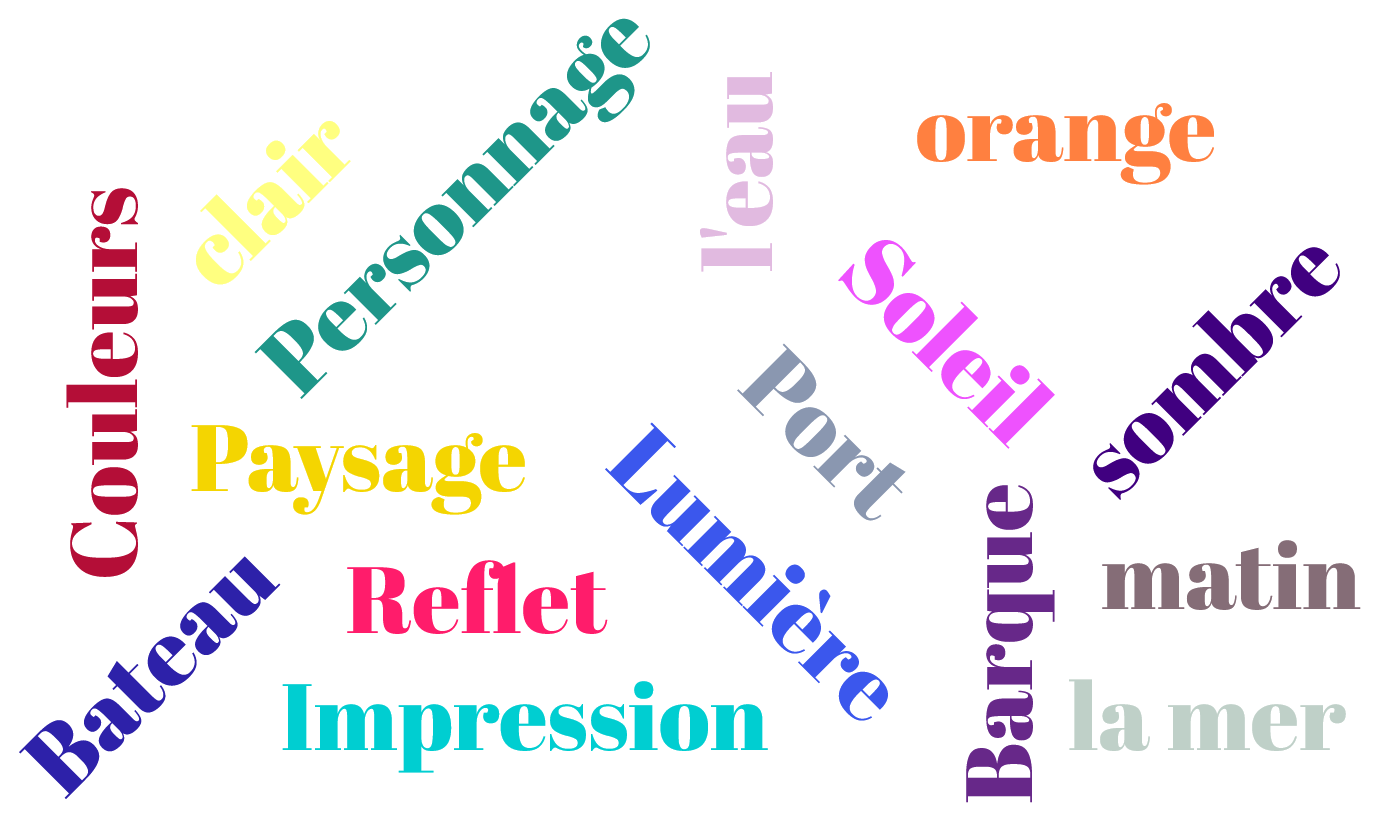 Personnage
l'eau
orange
clair
Couleurs
Soleil
sombre
Port
Paysage
Lumière
Barque
matin
Reflet
Bateau
Impression
la mer